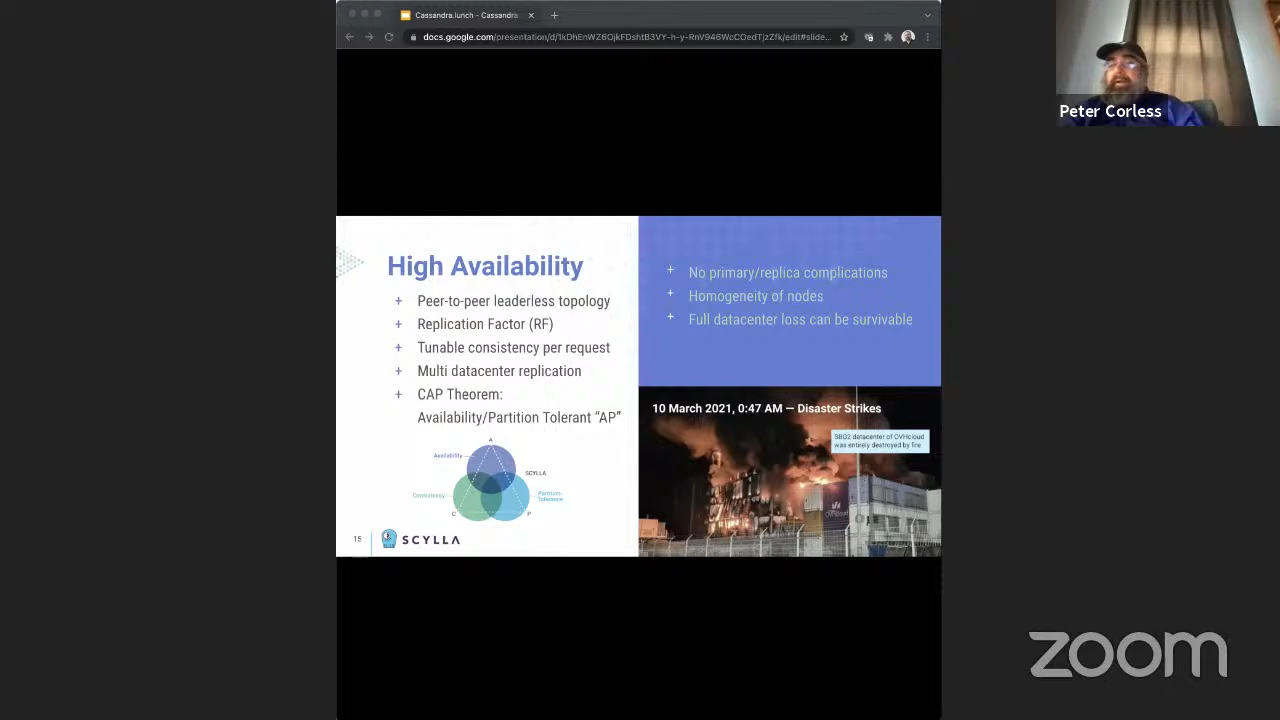 Cassandra.lunch - Cassandra
docs.google.com/presentation/d/1kDhEnWZ6OjkFDshtB3VY-h-y-RnV946WcCOedTjzZfk/edit#slide...
Peter Corless
High Availability
+ Peer-to-peer leaderless topology
+ Replication Factor (RF)
+ Tunable consistency per request
+ Multi datacenter replication
+ CAP Theorem:
Availability/Partition Tolerant “AP”
A
Availability
SCYLLA
Consistency
Partition-
Tolerance
C
P
15
SCYLLA
+ No primary/replica complications
+ Homogeneity of nodes
+ Full datacenter loss can be survivable
10 March 2021, 0:47 AM — Disaster Strikes
SBG2 datacenter of OVHcloud
was entirely destroyed by fire
zoom